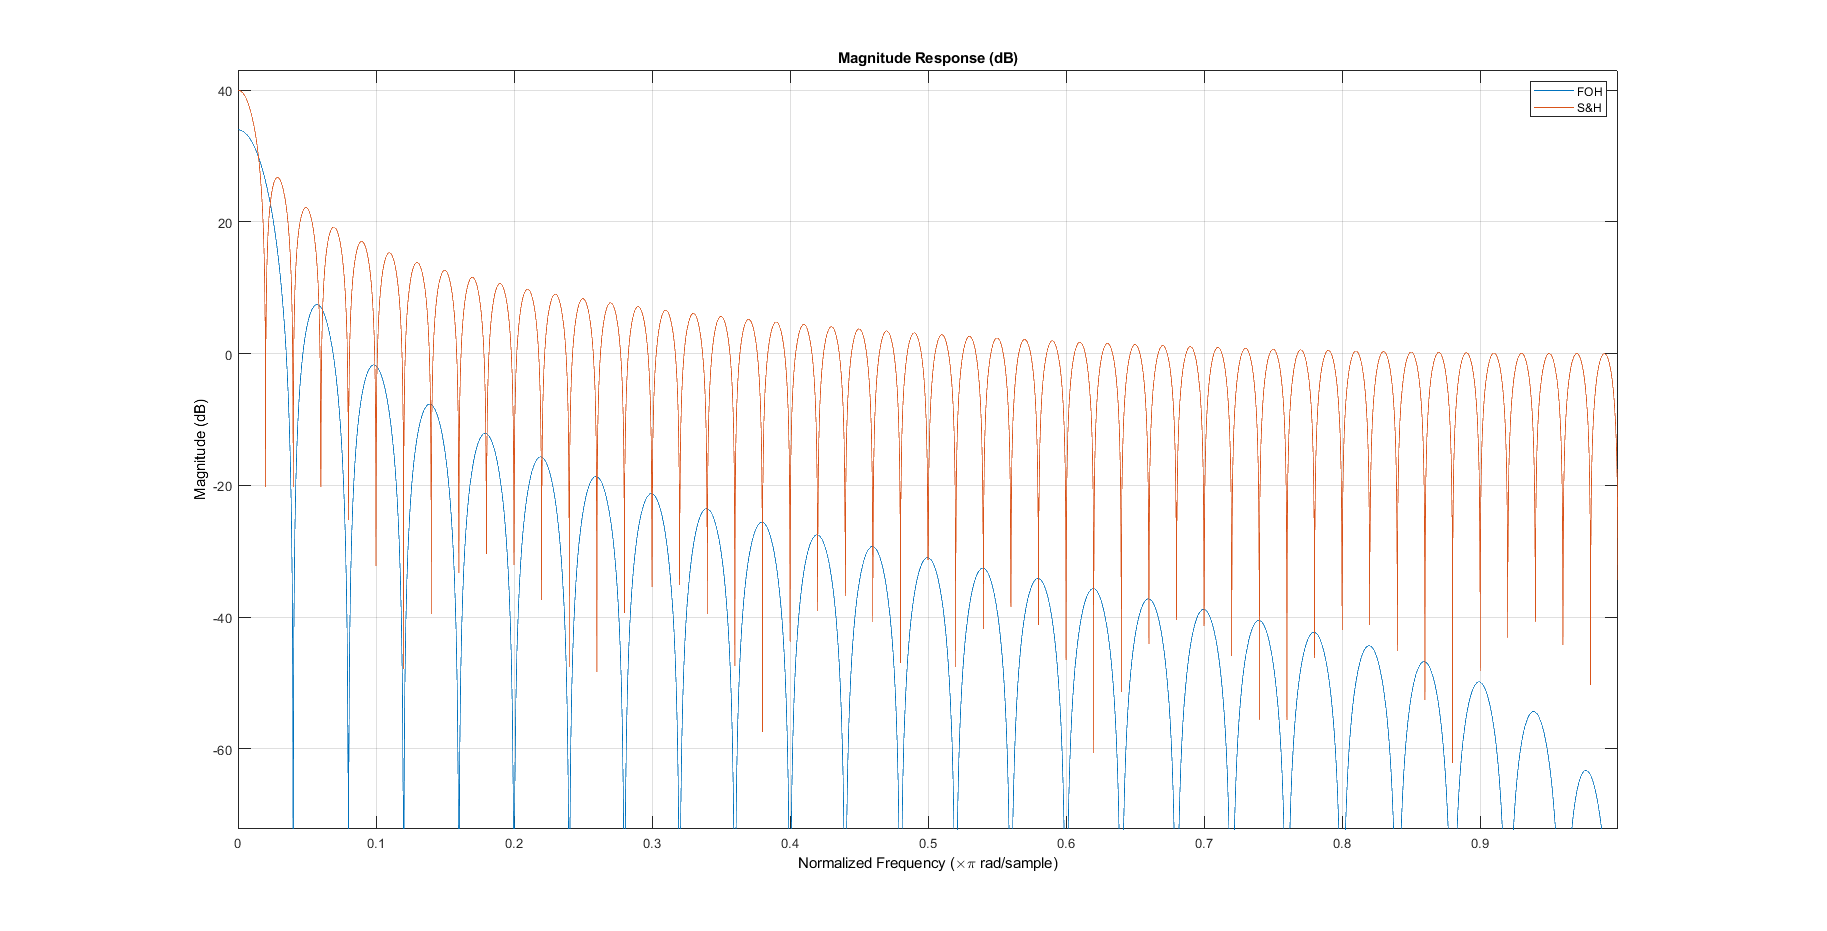 Magnitude Response (dB)
FOH
S&H
40
20
0
-20
-40
-60
Magnitude (dB)
0 0.1 0.2 0.3 0.4 0.5 0.6 0.7 0.8 0.9
Normalized Frequency (×π rad/sample)